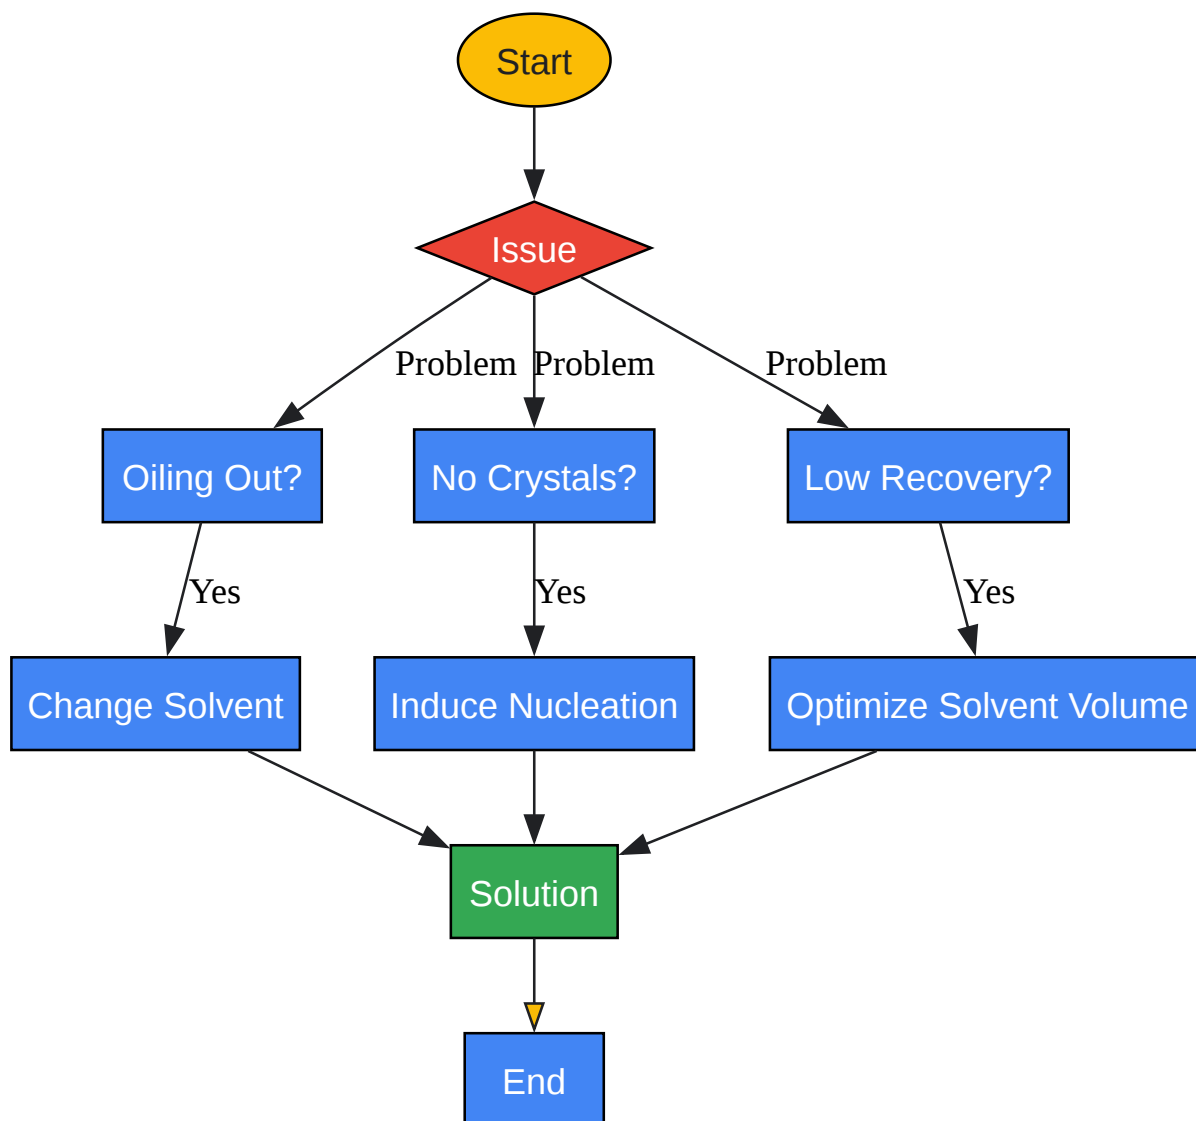 Start
Issue
Problem
Problem
Problem
Oiling Out?
No Crystals?
Low Recovery?
Yes
Yes
Yes
Change Solvent
Induce Nucleation
Optimize Solvent Volume
Solution
End